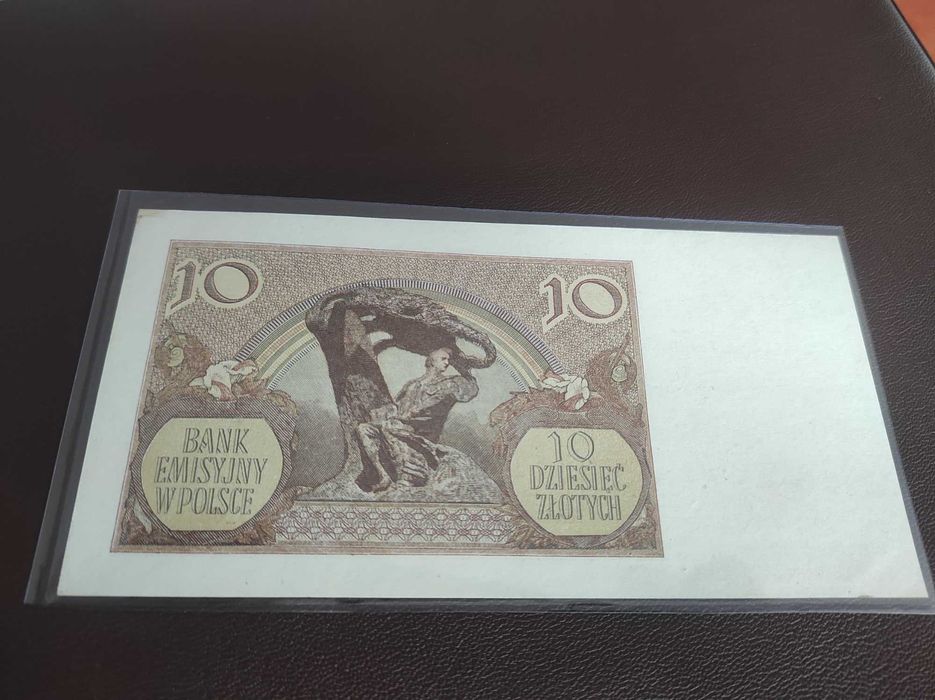 10
10
BANK
EMISYJNY
W POLSCE
10
DZIESIĘĆ
ZŁOTYCH